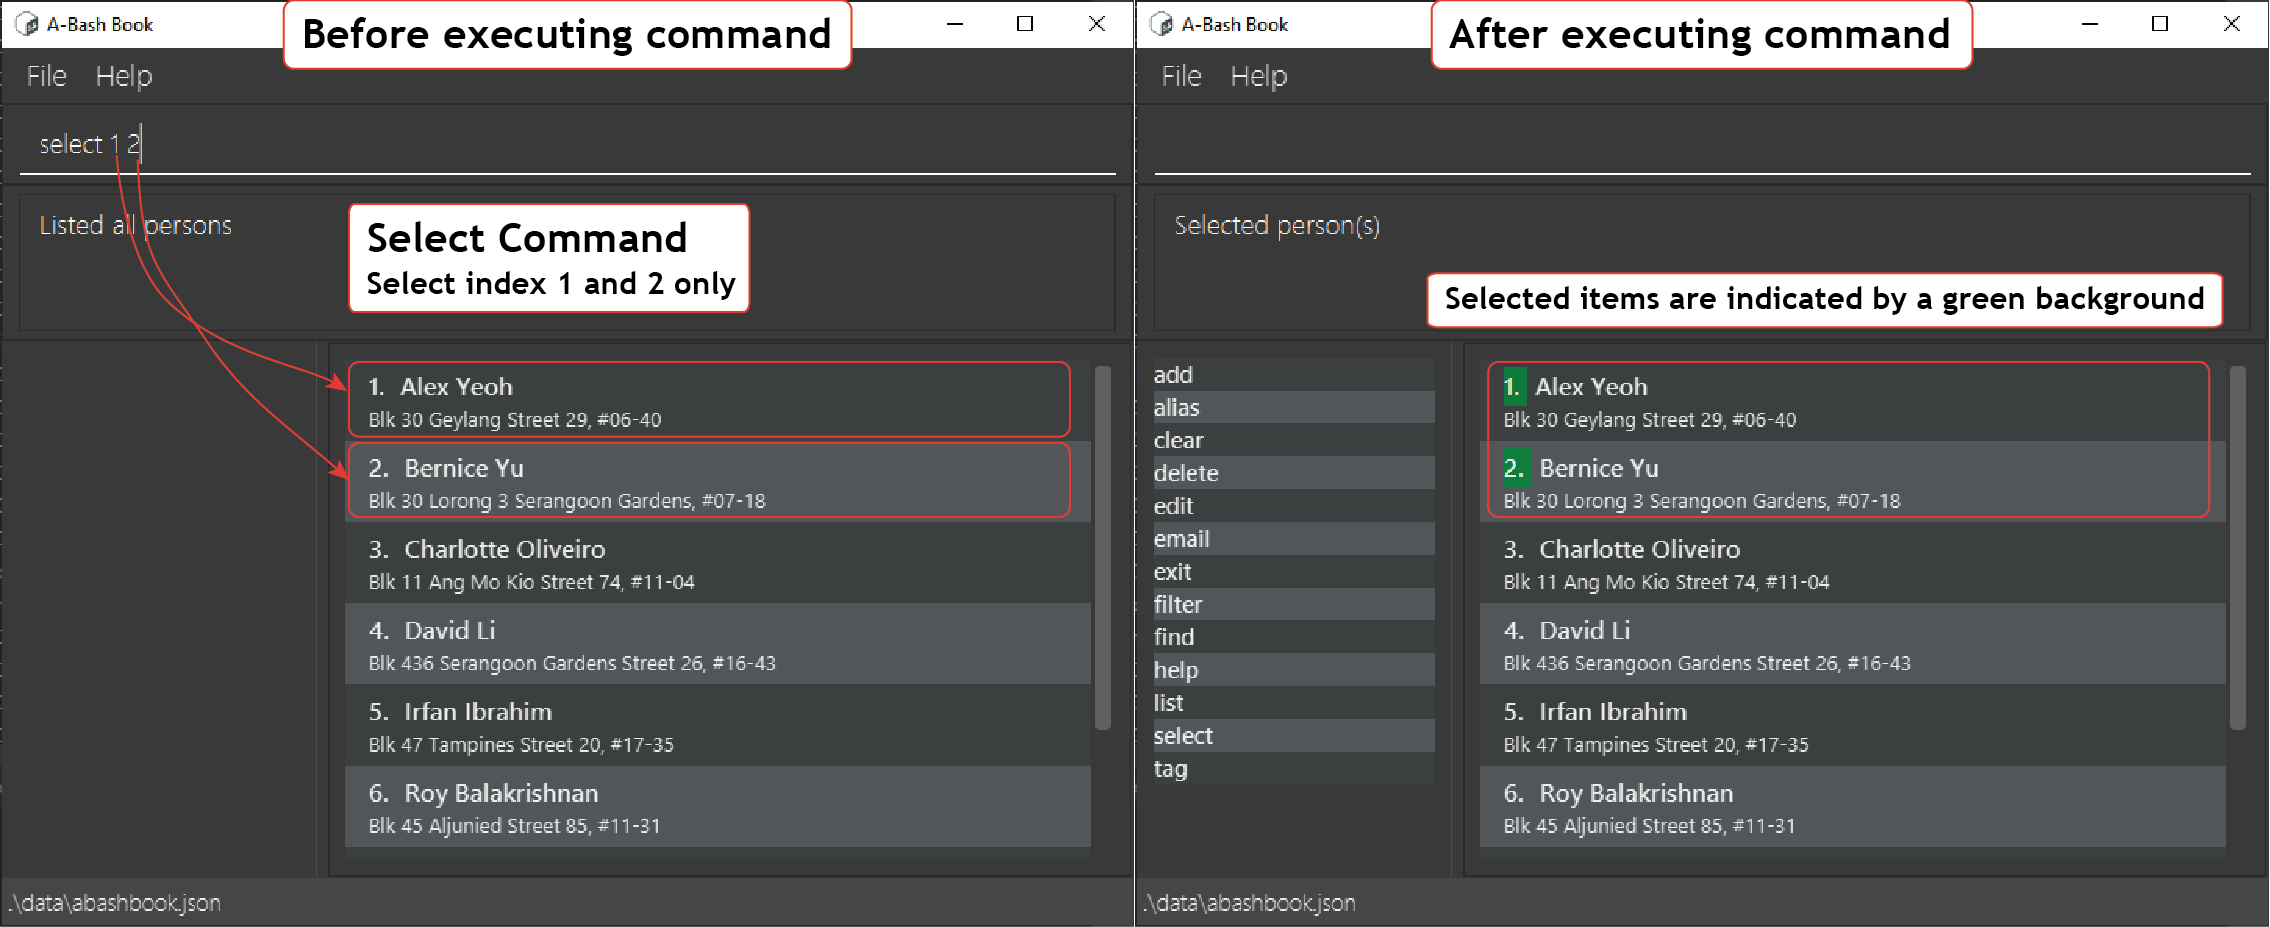 A-Bash Book
Before executing command
File Help
select 1 2
Listed all persons
Select Command
Select index 1 and 2 only
1. Alex Yeoh
Blk 30 Geylang Street 29, #06-40
2. Bernice Yu
Blk 30 Lorong 3 Serangoon Gardens, #07-18
3. Charlotte Oliveiro
Blk 11 Ang Mo Kio Street 74, #11-04
4. David Li
Blk 436 Serangoon Gardens Street 26, #16-43
5. Irfan Ibrahim
Blk 47 Tampines Street 20, #17-35
6. Roy Balakrishnan
Blk 45 Aljunied Street 85, #11-31
.\data\abashbook.json
A-Bash Book
After executing command
File Help
Selected person(s)
Selected items are indicated by a green background
add
alias
clear
delete
edit
email
exit
filter
find
help
list
select
tag
1. Alex Yeoh
Blk 30 Geylang Street 29, #06-40
2. Bernice Yu
Blk 30 Lorong 3 Serangoon Gardens, #07-18
3. Charlotte Oliveiro
Blk 11 Ang Mo Kio Street 74, #11-04
4. David Li
Blk 436 Serangoon Gardens Street 26, #16-43
5. Irfan Ibrahim
Blk 47 Tampines Street 20, #17-35
6. Roy Balakrishnan
Blk 45 Aljunied Street 85, #11-31
.\data\abashbook.json